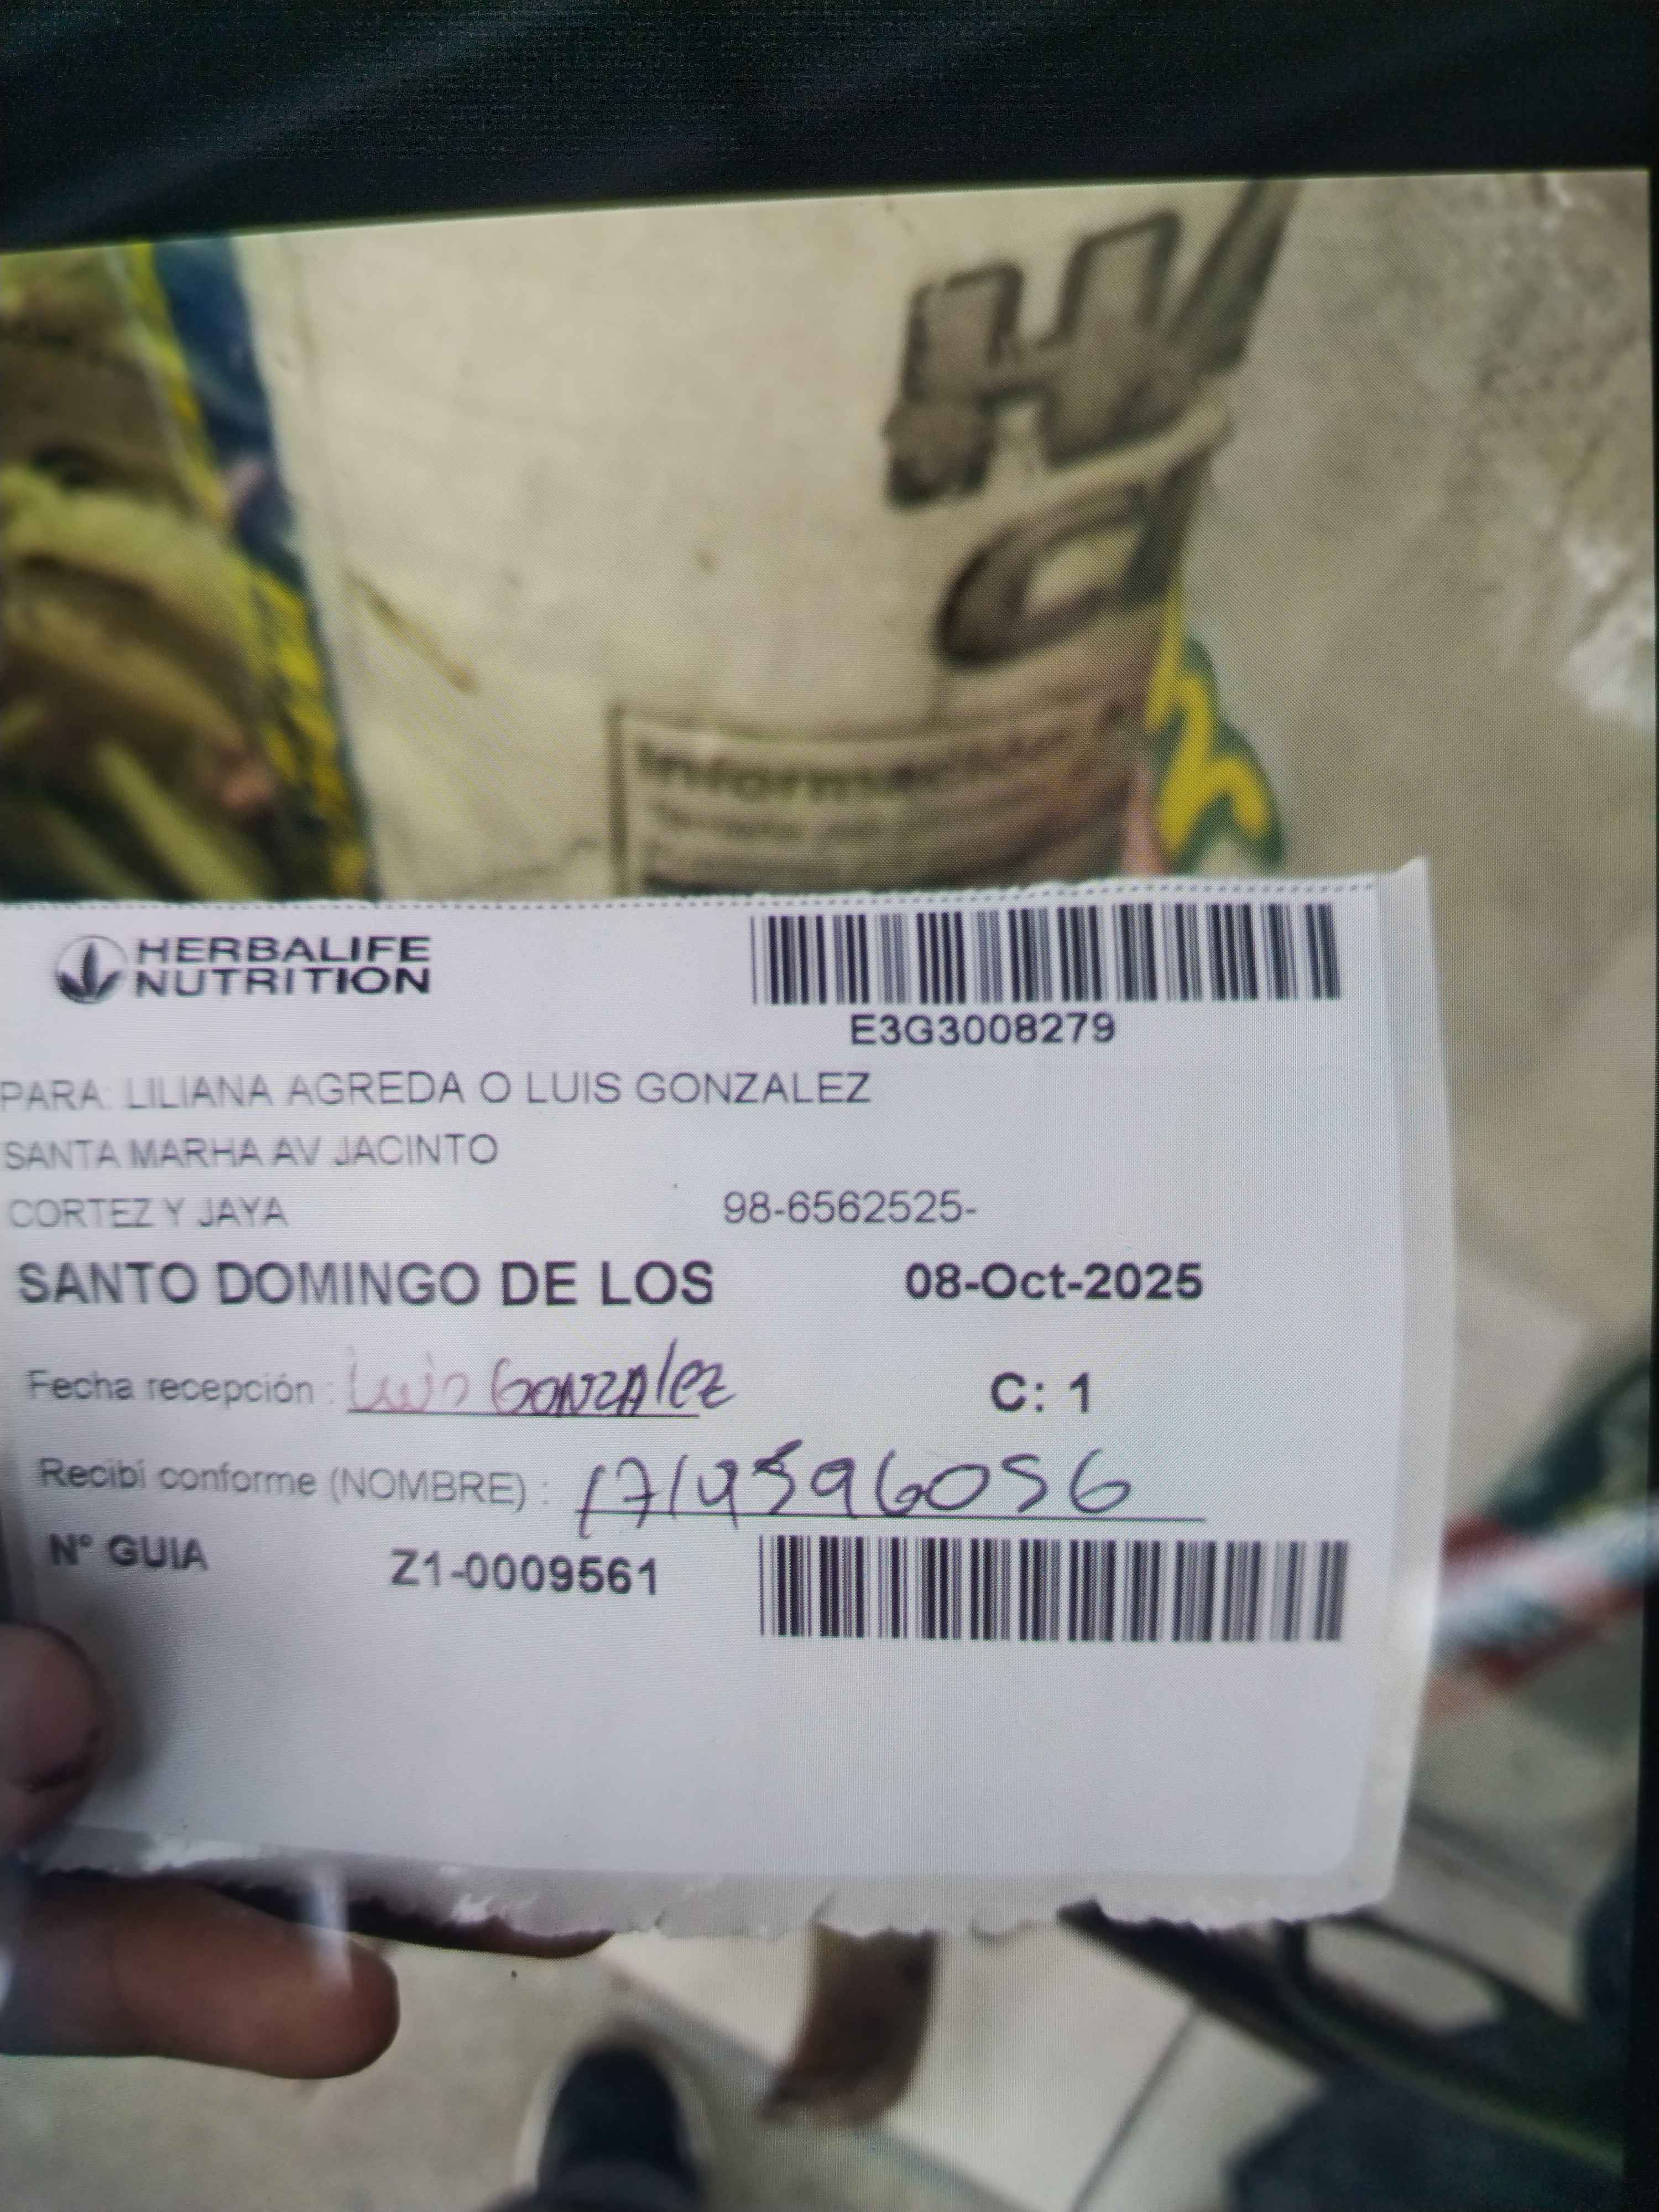 HERBALIFE
NUTRITION
E3G3008279
PARA: LILIANA AGREDA O LUIS GONZALEZ
SANTA MARHA AV JACINTO
CORTEZ Y JAYA 98-6562525-
SANTO DOMINGO DE LOS 08-Oct-2025
Fecha recepción : Luis GONZAlez C: 1
Recibí conforme (NOMBRE) : 1714596056
N° GUIA Z1-0009561